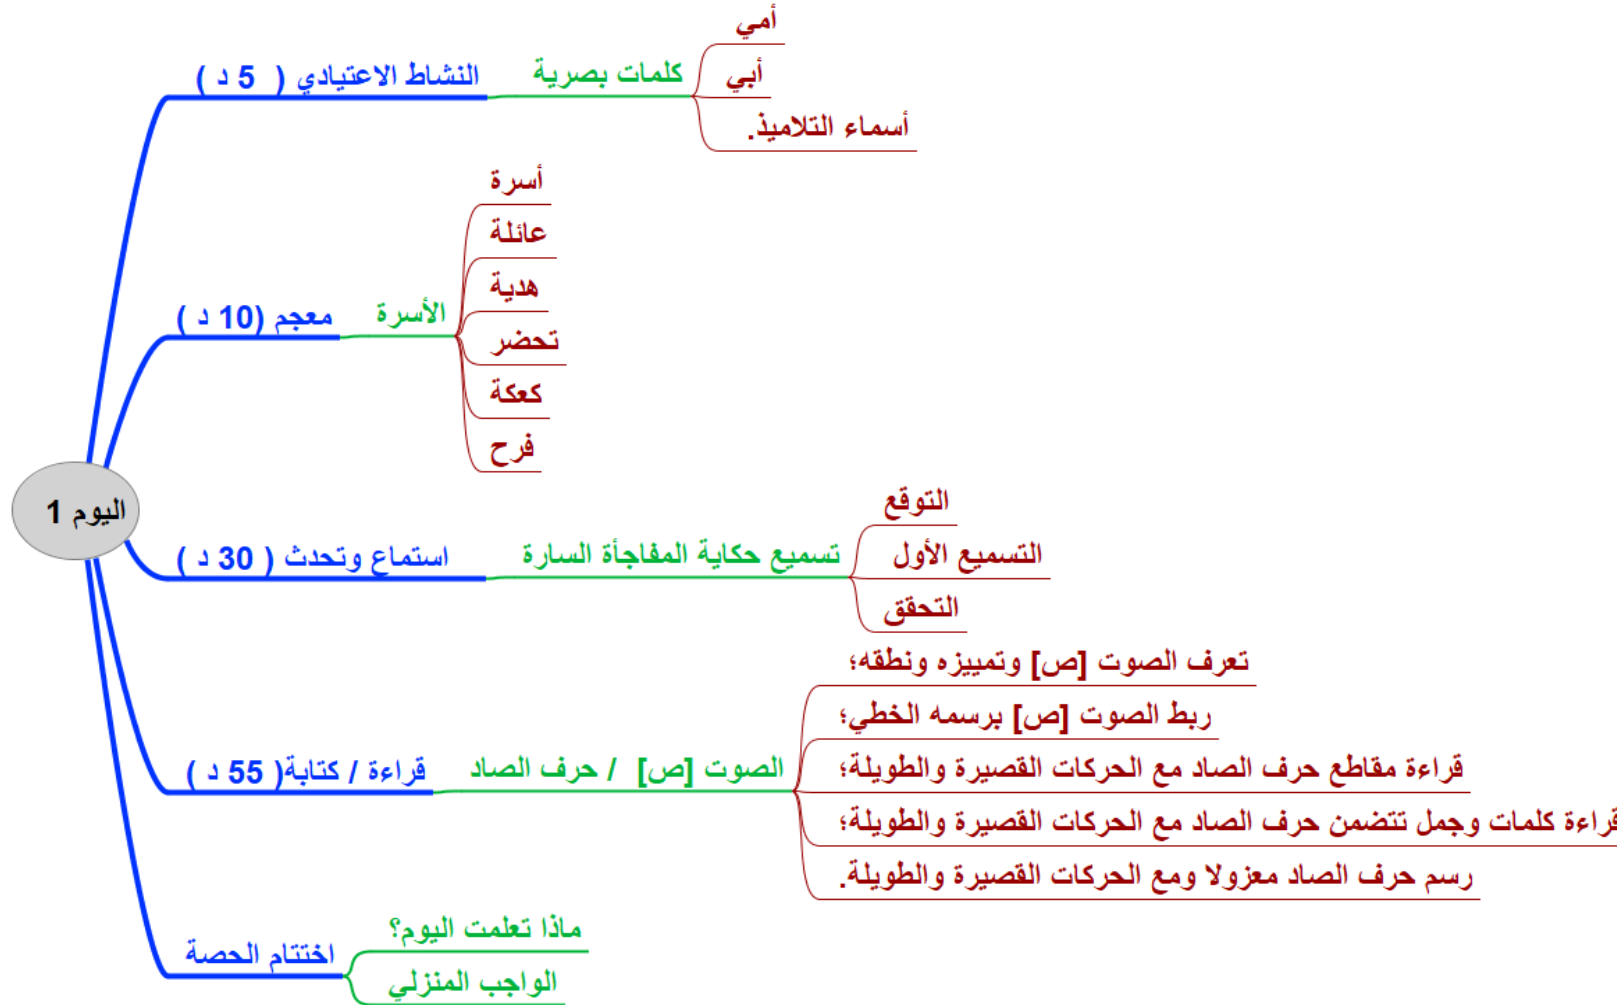 اليوم 1
النشاط الاعتيادي ( 5 د )
كلمات بصرية
أمي
أبي
أسماء التلاميذ.
معجم (10 د )
الأسرة
أسرة
عائلة
هدية
تحضر
كعكة
فرح
استماع وتحدث ( 30 د )
تسميع حكاية المفاجأة السارة
التوقع
التسميع الأول
التحقق
قراءة / كتابة( 55 د )
الصوت [ص] / حرف الصاد
تعرف الصوت [ص] وتمييزه ونطقه؛
ربط الصوت [ص] برسمه الخطي؛
قراءة مقاطع حرف الصاد مع الحركات القصيرة والطويلة؛
قراءة كلمات وجمل تتضمن حرف الصاد مع الحركات القصيرة والطويلة؛
رسم حرف الصاد معزولا ومع الحركات القصيرة والطويلة.
اختتام الحصة
ماذا تعلمت اليوم؟
الواجب المنزلي